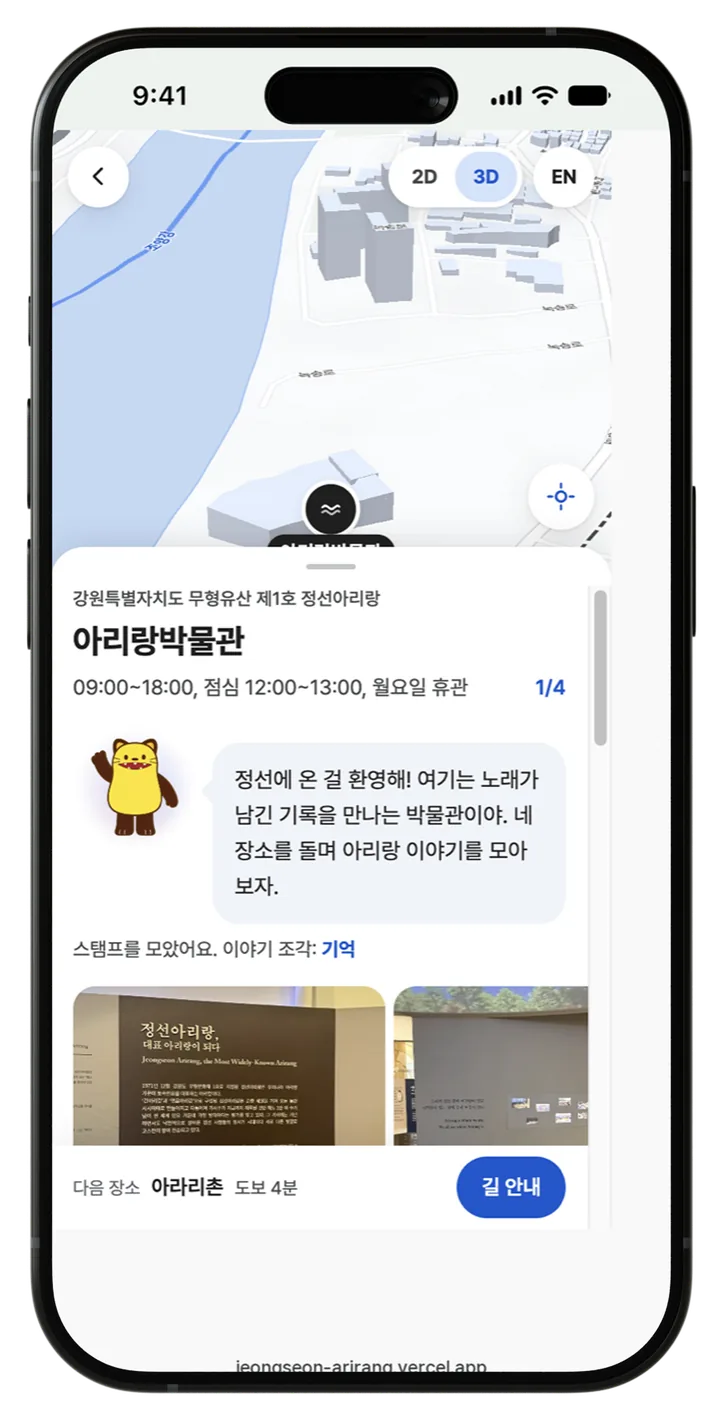 9:41
2D
3D
EN
강원특별자치도 무형유산 제1호 정선아리랑
아리랑박물관
09:00~18:00, 점심 12:00~13:00, 월요일 휴관
1/4
정선에 온 걸 환영해! 여기는 노래가
남긴 기록을 만나는 박물관이야. 네
장소를 돌며 아리랑 이야기를 모아
보자.
스탬프를 모았어요. 이야기 조각: 기억
정선아리랑,
대표 아리랑이 되다
Jeongseon Arirang, the Most Widely-Known Arirang
다음 장소 아라리촌 도보 4분
길 안내
jeongseon-arirang.vercel.app